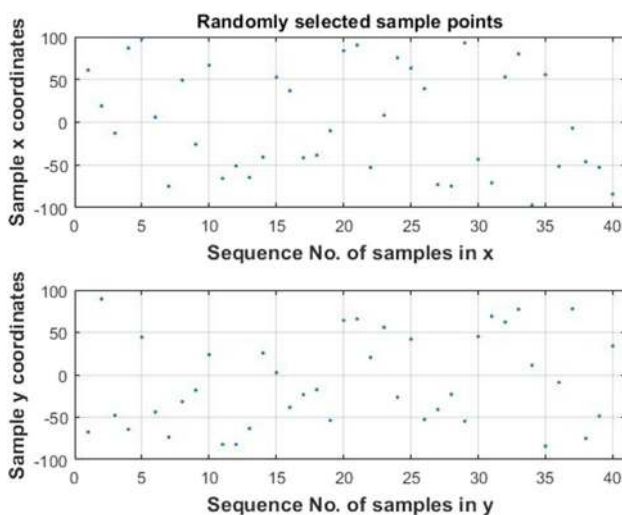 Randomly selected sample points
Sample x coordinates
100
50
0
-50
-100
0 5 10 15 20 25 30 35 40
Sequence No. of samples in x
Sample y coordinates
100
50
0
-50
-100
0 5 10 15 20 25 30 35 40
Sequence No. of samples in y